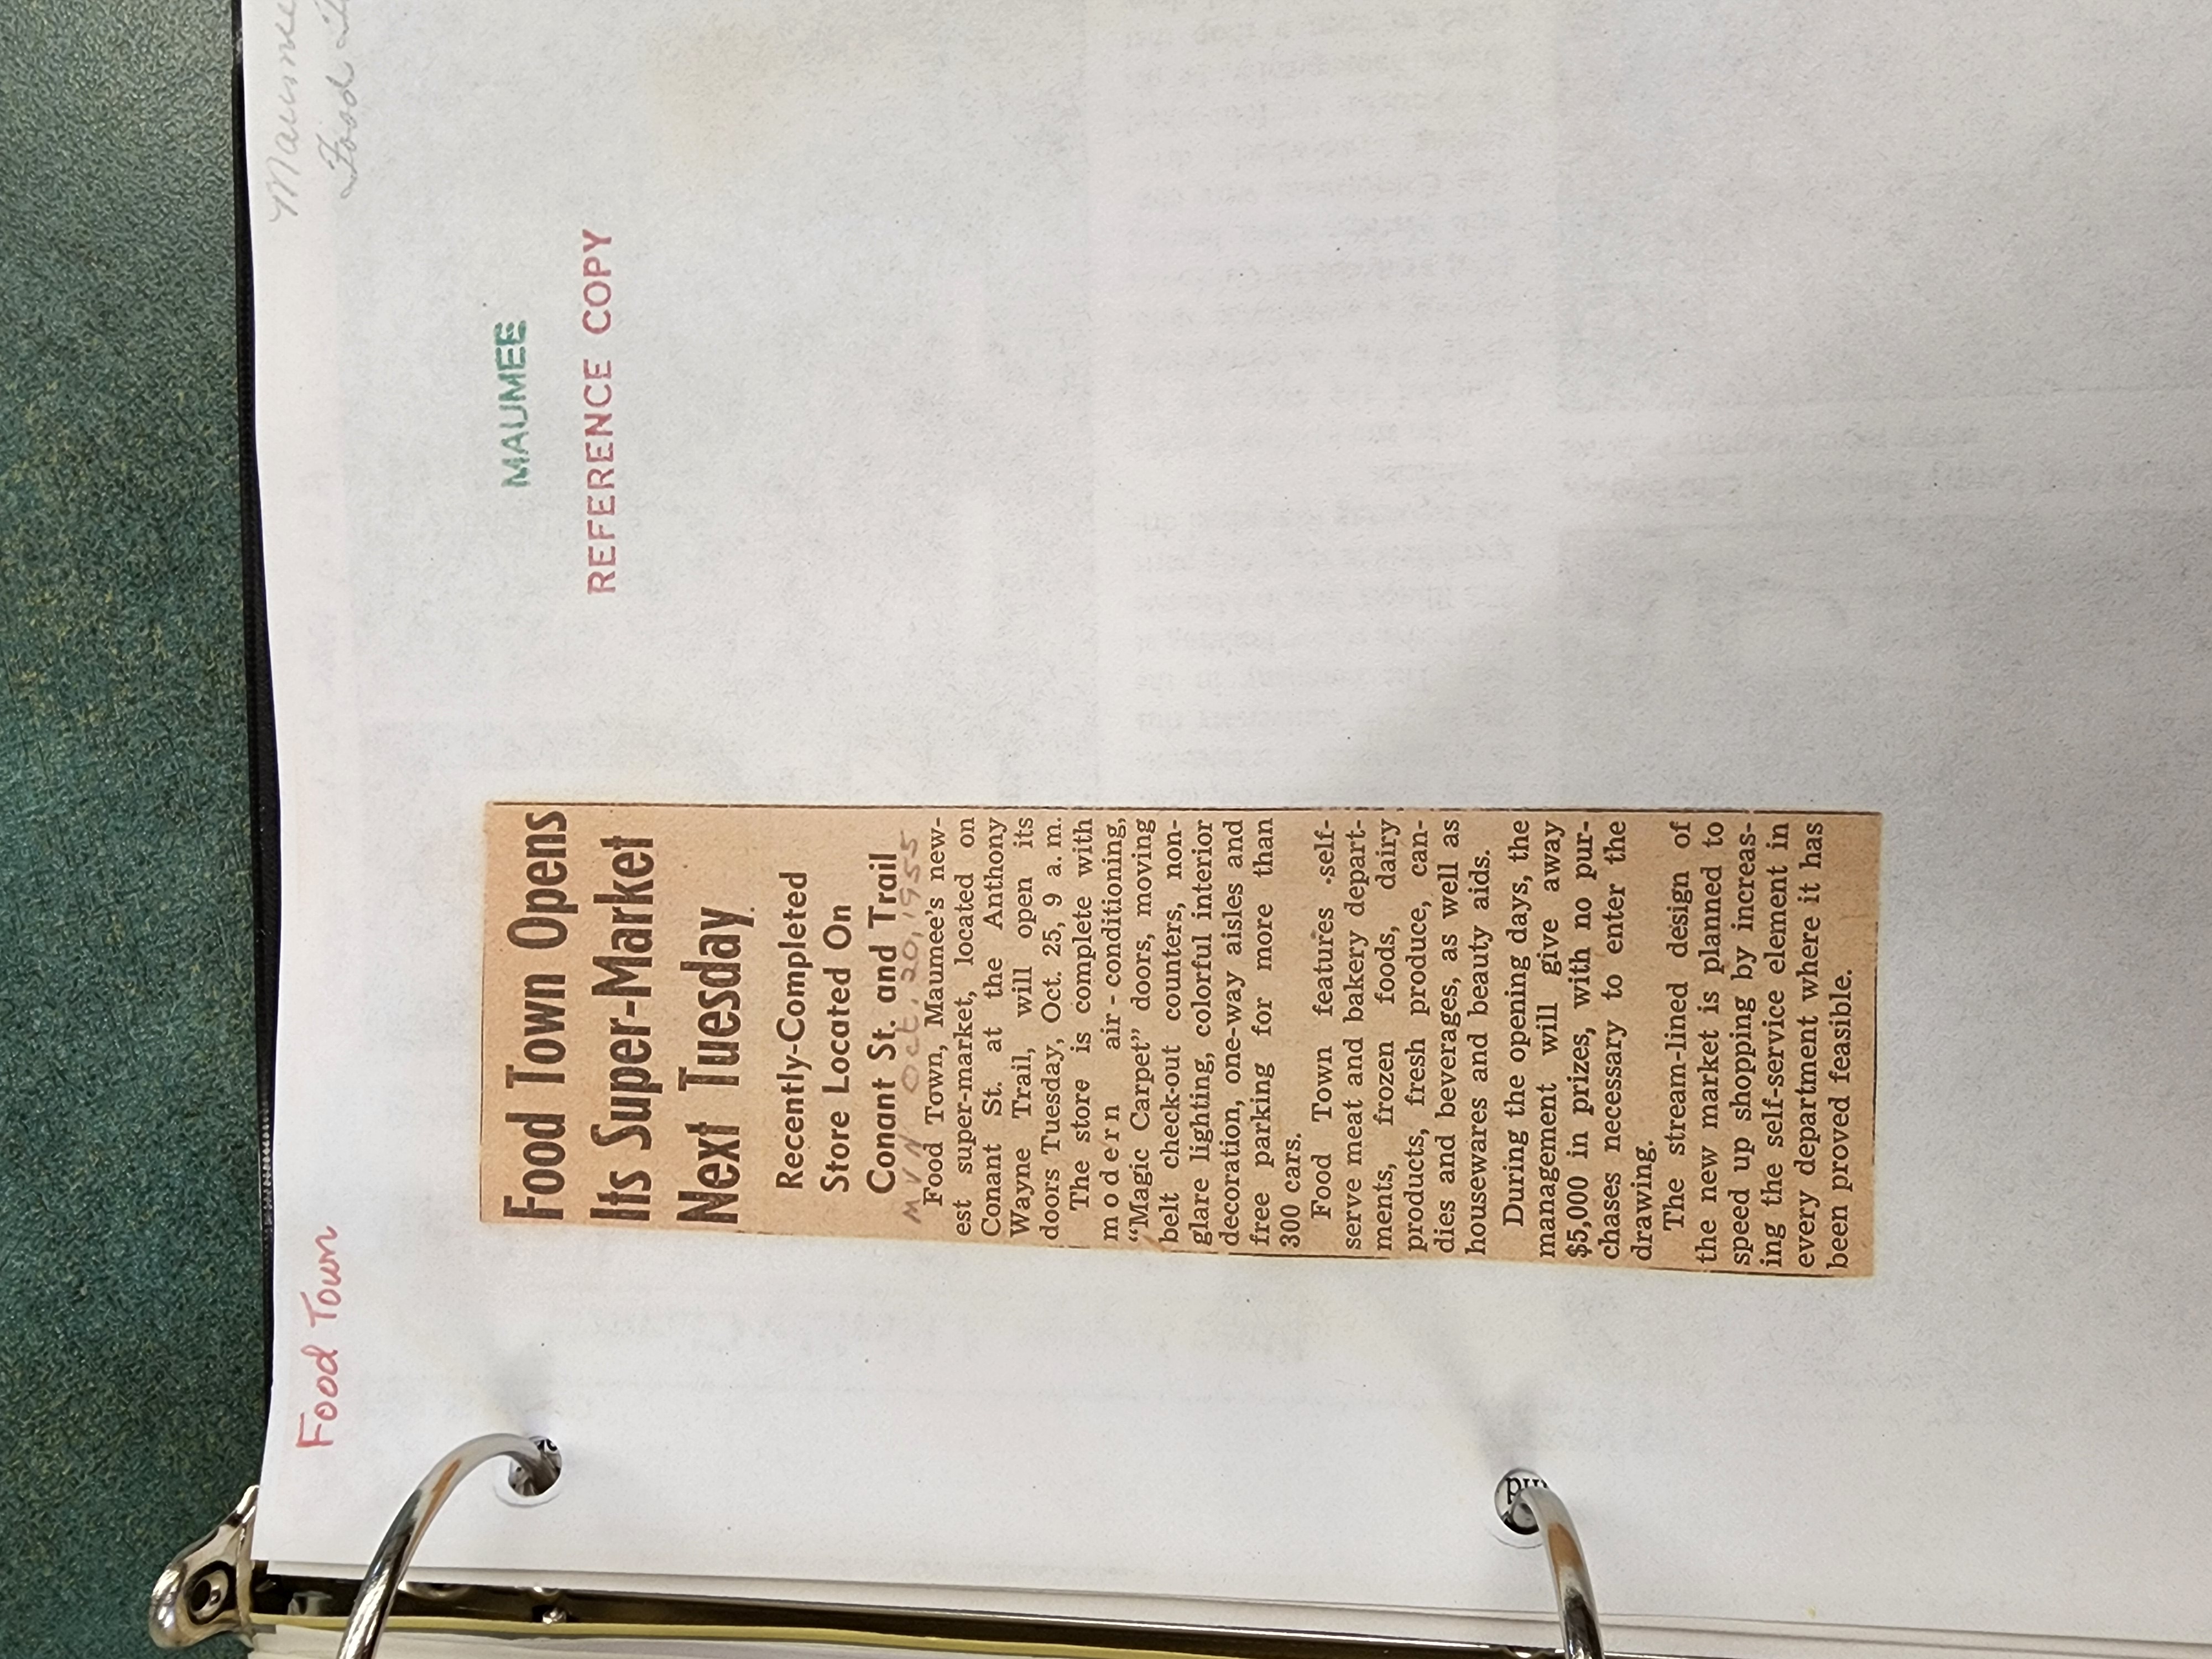 Food Town
Maumee
Food
MAUMEE
REFERENCE COPY
Food Town Opens
Its Super-Market
Next Tuesday
Recently-Completed
Store Located On
Conant St. and Trail
MVN Oct. 20, 1955
Food Town, Maumee's new-
est super-market, located on
Conant St. at the Anthony
Wayne Trail, will open its
doors Tuesday, Oct. 25, 9 a.m.
The store is complete with
modern air-conditioning,
"Magic Carpet" doors, moving
belt check-out counters, non-
glare lighting, colorful interior
decoration, one-way aisles and
free parking for more than
300 cars.
Food Town features -self-
serve meat and bakery depart-
ments, frozen foods, dairy
products, fresh produce, can-
dies and beverages, as well as
housewares and beauty aids.
During the opening days, the
management will give away
$5,000 in prizes, with no pur-
chases necessary to enter the
drawing.
The stream-lined design of
the new market is planned to
speed up shopping by increas-
ing the self-service element in
every department where it has
been proved feasible.